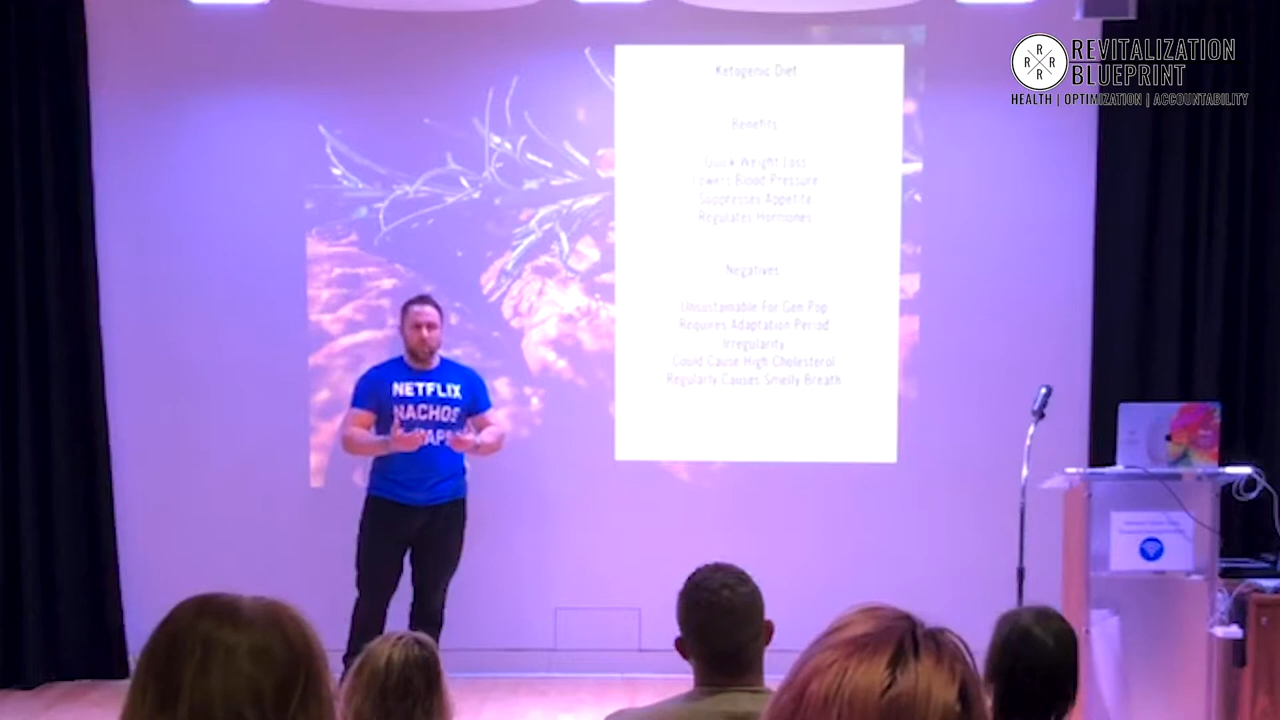 Ketogenic Diet
Benefits
Quick Weight Loss
Lowers Blood Pressure
Suppresses Appetite
Regulates Hormones
Negatives
Unsustainable For Gen Pop
Requires Adaptation Period
Irregularity
Could Cause High Cholesterol
Regularly Causes Smelly Breath
NETFLIX
NACHOS
R
R R
R
REVITALIZATION
BLUEPRINT
HEALTH | OPTIMIZATION | ACCOUNTABILITY